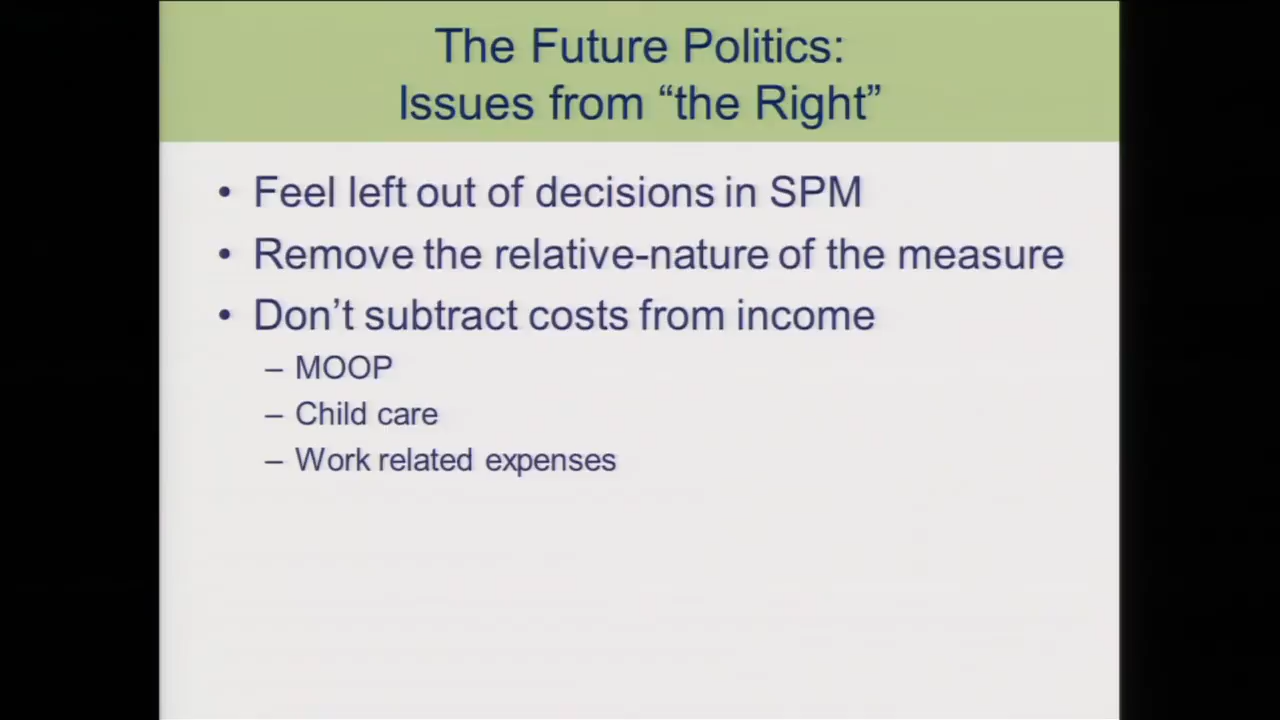 The Future Politics:
Issues from “the Right”
• Feel left out of decisions in SPM
• Remove the relative-nature of the measure
• Don’t subtract costs from income
– MOOP
– Child care
– Work related expenses